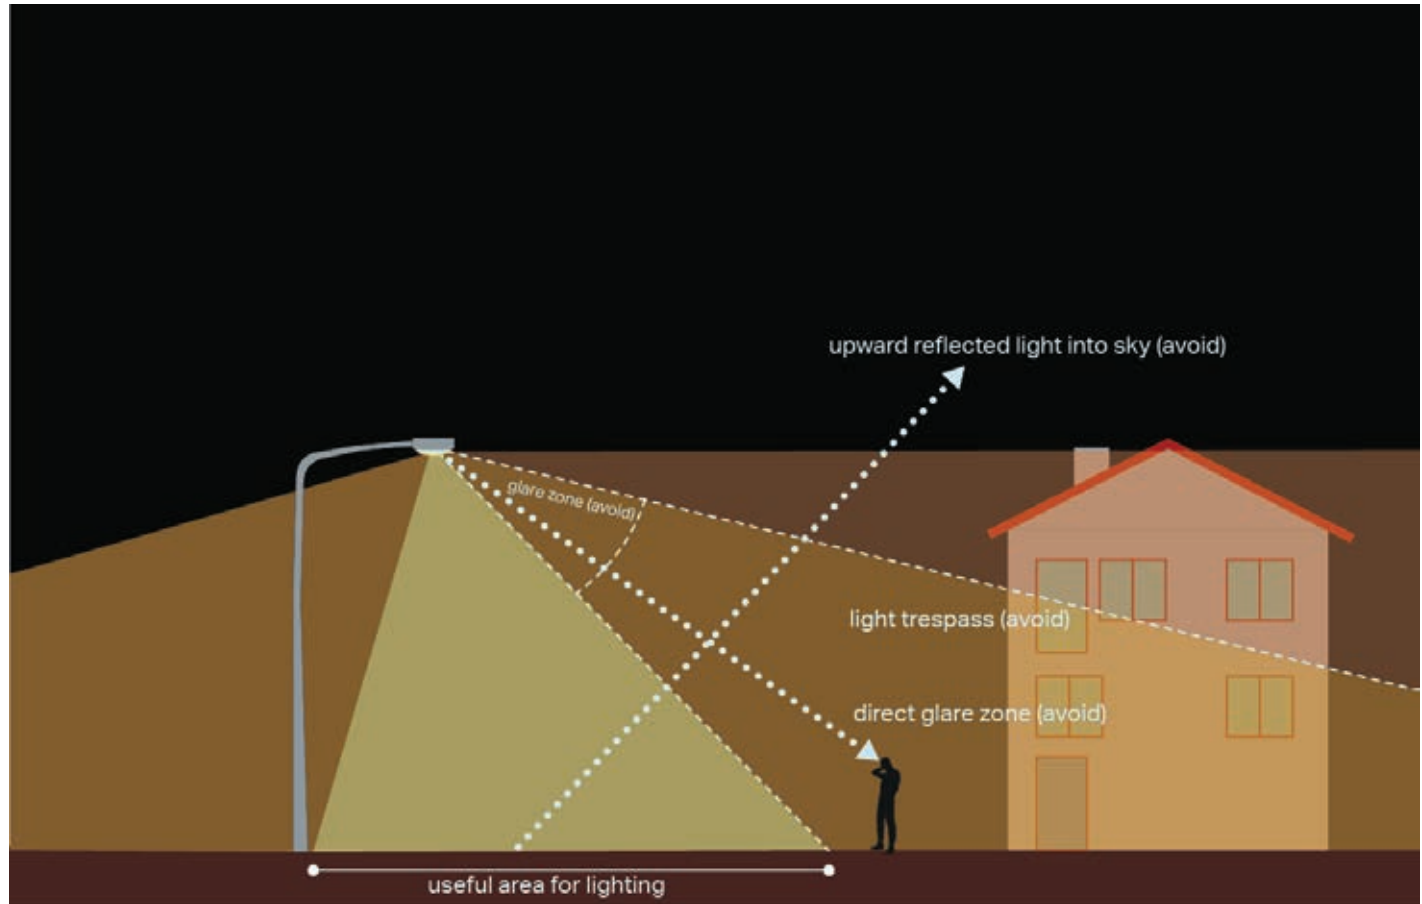 upward reflected light into sky (avoid)
glare zone (avoid)
light trespass (avoid)
direct glare zone (avoid)
useful area for lighting